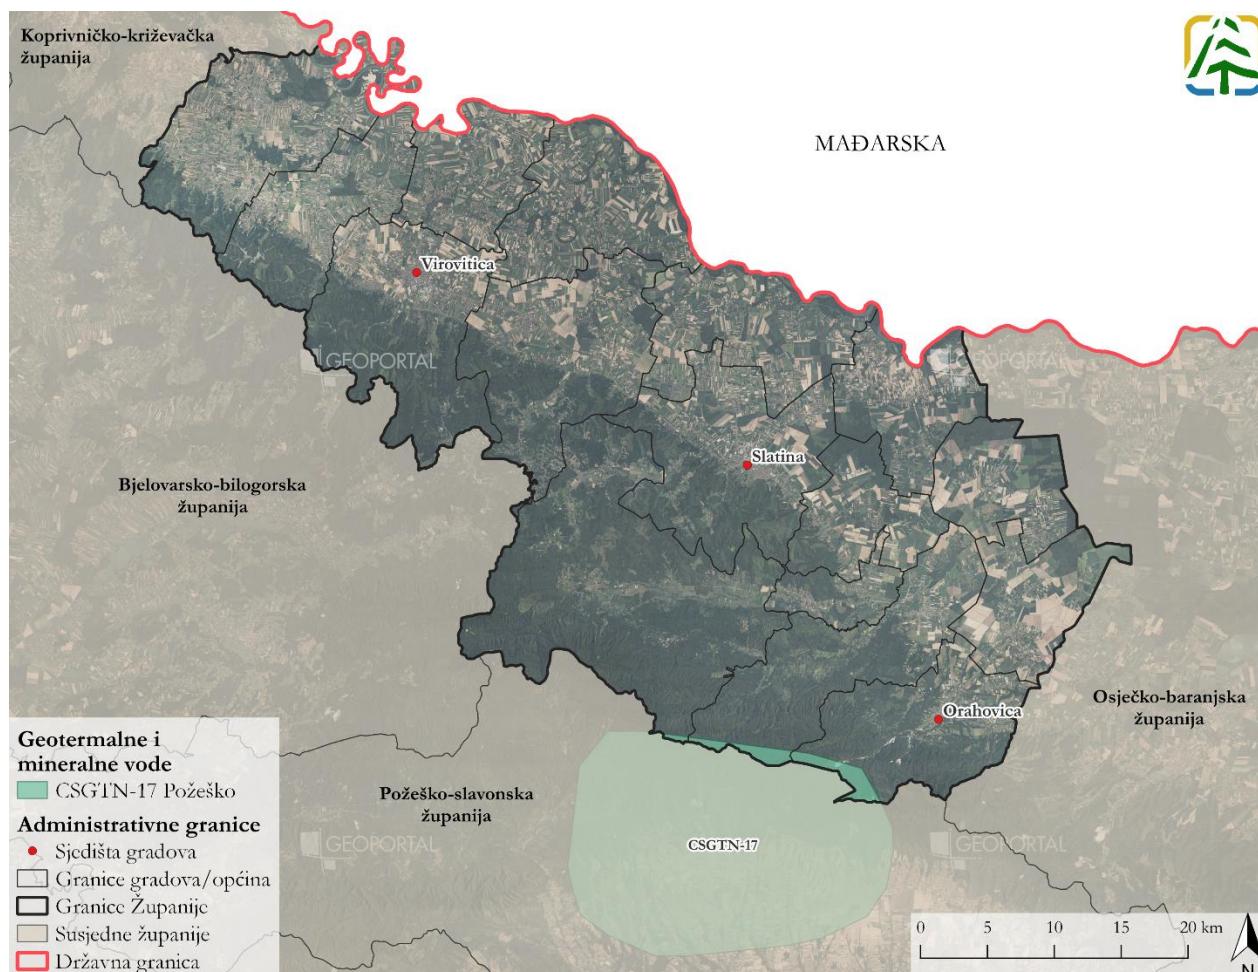 Koprivničko-križevačka
županija
MAĐARSKA
Virovitica
GEOPORTAL
GEOPORTAL
Slatina
Bjelovarsko-bilogorska
županija
Osječko-baranjska
županija
Orahovica
Požeško-slavonska
županija
CSGTN-17
GEOPORTAL
GEOPORTAL
Geotermalne i
mineralne vode
CSGTN-17 Požeško
Administrativne granice
Sjedišta gradova
Granice gradova/općina
Granice Županije
Susjedne županije
Državna granica
0 5 10 15 20 km
N